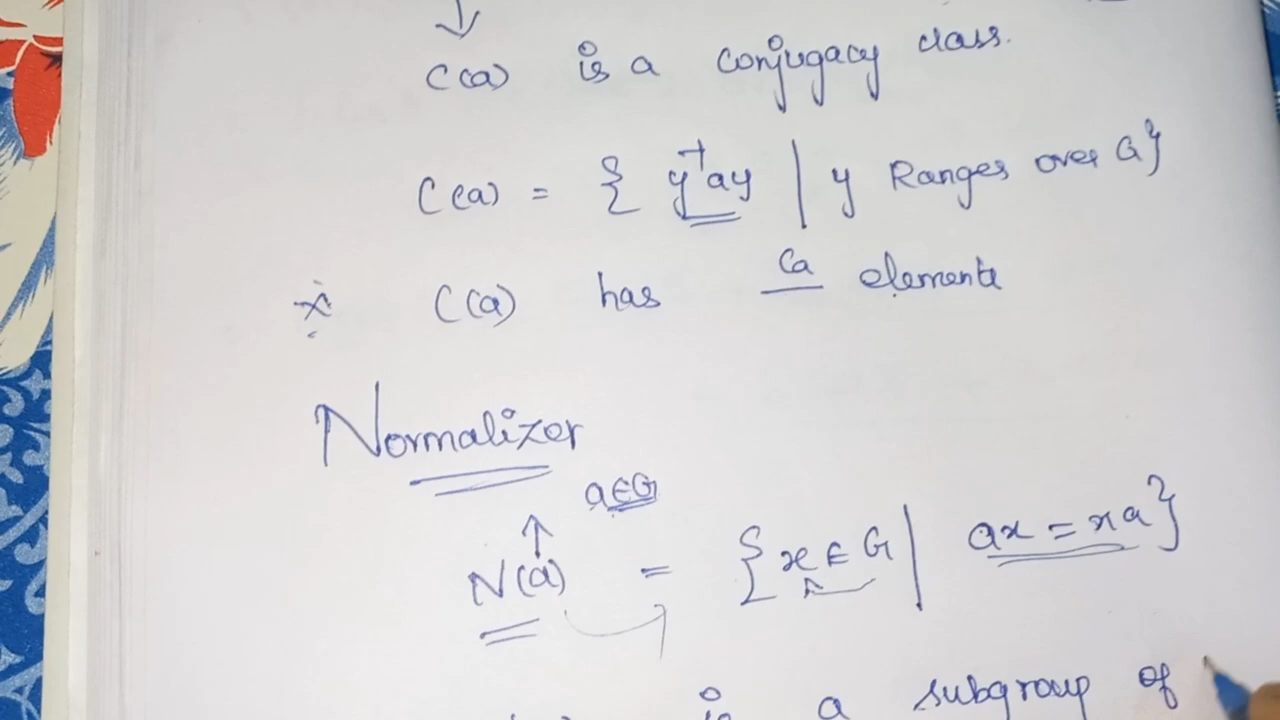 ↓
C(a) is a conjugacy class.
C(a) = { y⁻¹ay | y Ranges over G}
* C(a) has Ca elements
Normalizer
a∈G
↑
N(a) = {x∈G | ax = xa}
is a subgroup of